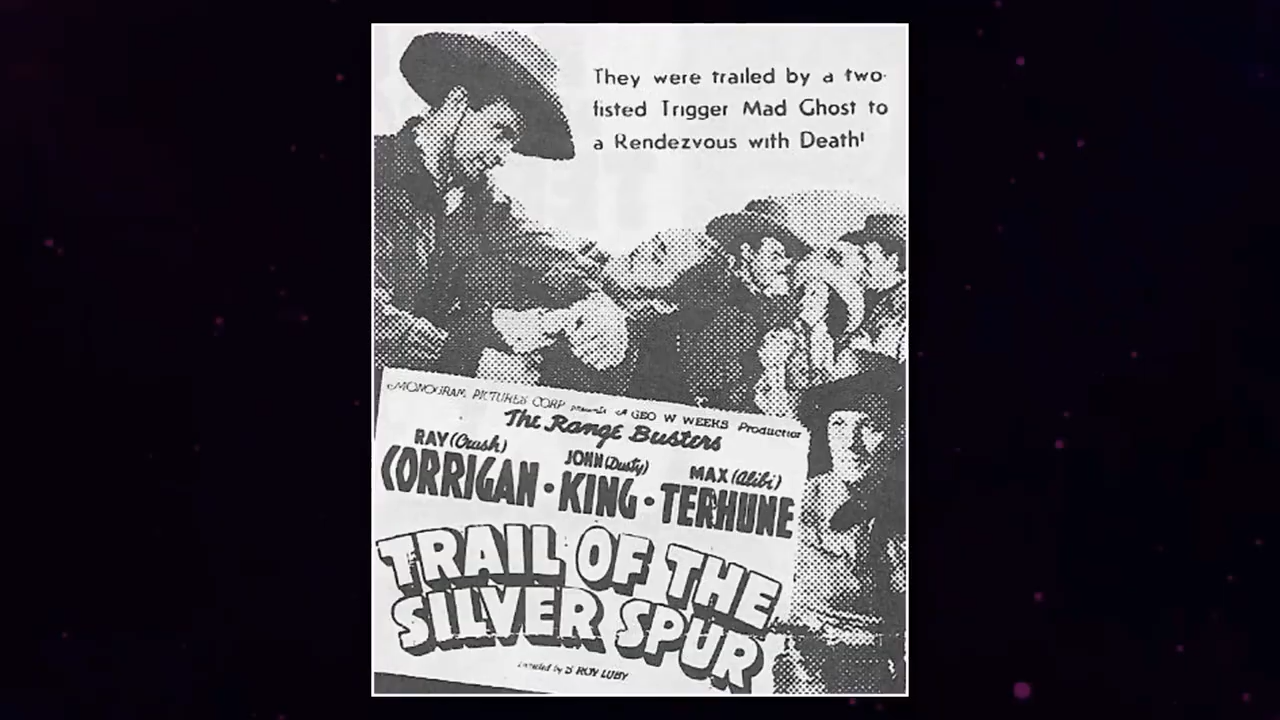 They were trailed by a two-
fisted Trigger Mad Ghost to
a Rendezvous with Death!
MONOGRAM PICTURES CORP presents A GEO W WEEKS Production
The Range Busters
RAY (Crash) JOHN (Dusty) MAX (Alibi)
CORRIGAN • KING • TERHUNE
TRAIL OF THE
SILVER SPURS
Directed by S ROY LUBY